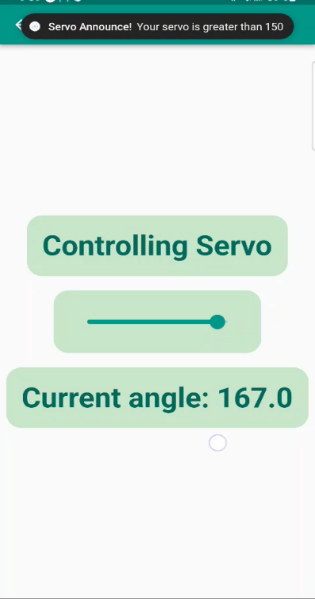 Servo Announce! Your servo is greater than 150
Controlling Servo
Current angle: 167.0